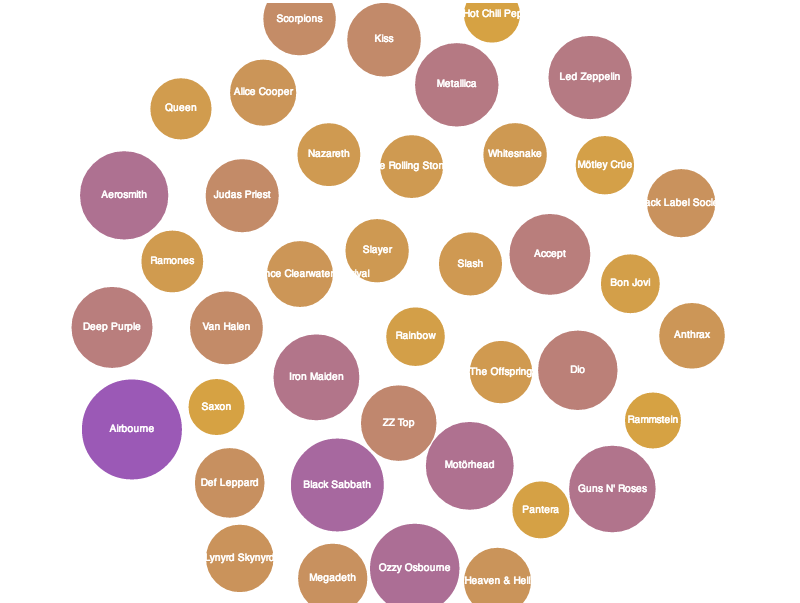 Scorpions
Hot Chili Pep
Kiss
Led Zeppelin
Metallica
Alice Cooper
Queen
Nazareth
Whitesnake
e Rolling Ston
Mötley Crüe
Aerosmith
Judas Priest
ack Label Socie
Slayer
Accept
Ramones
Slash
nce Clearwater
ival
Bon Jovi
Deep Purple
Van Halen
Rainbow
Anthrax
Dio
The Offspring
Iron Maiden
Saxon
Rammstein
ZZ Top
Airbourne
Motörhead
Def Leppard
Black Sabbath
Guns N' Roses
Pantera
Lynyrd Skynyrd
Ozzy Osbourne
Megadeth
Heaven & Hell